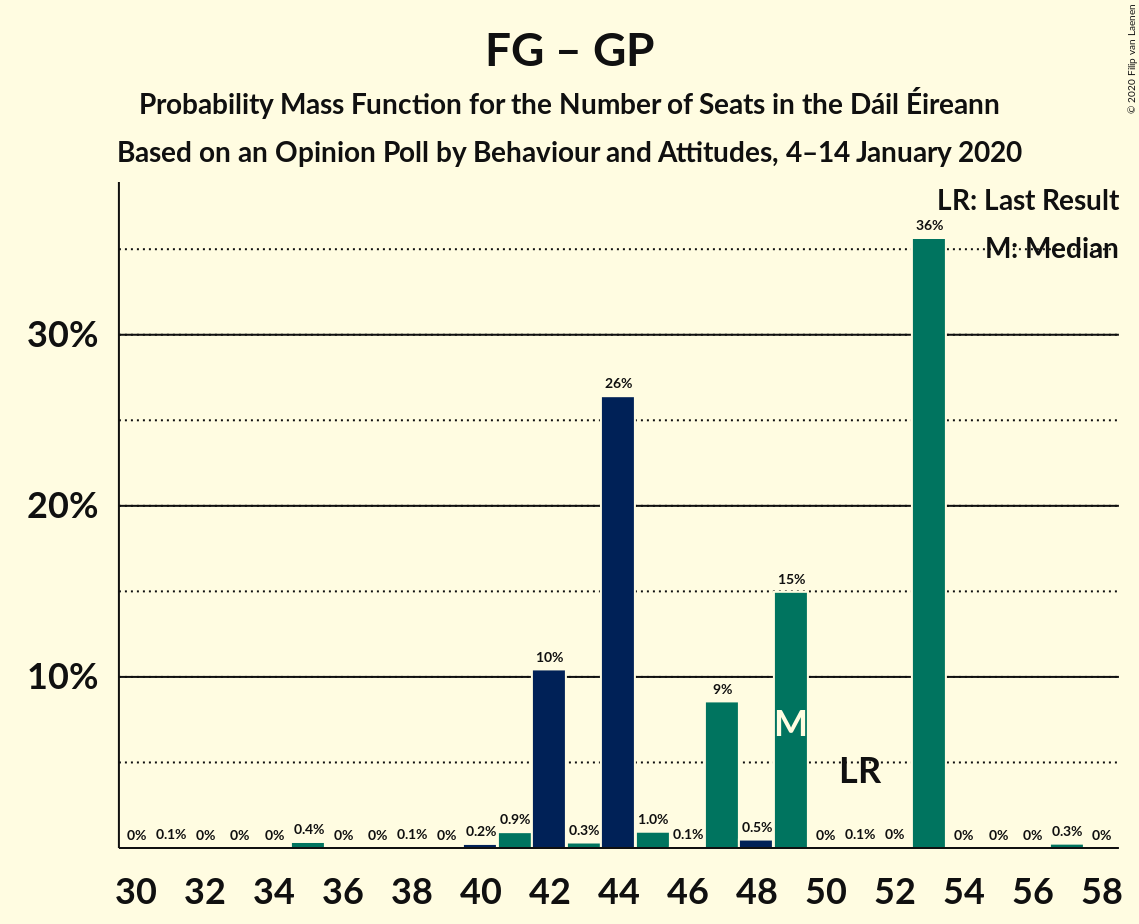 FG – GP
Probability Mass Function for the Number of Seats in the Dáil Éireann
Based on an Opinion Poll by Behaviour and Attitudes, 4–14 January 2020
© 2020 Filip van Laenen
LR: Last Result
M: Median
30%
20%
10%
0% 0.1% 0% 0% 0% 0.4% 0% 0% 0.1% 0% 0.2% 0.9% 10% 0.3% 26% 1.0% 0.1% 9% 0.5% 15% 0% 0.1% 0% 36% 0% 0% 0% 0.3% 0%
M
LR
30 32 34 36 38 40 42 44 46 48 50 52 54 56 58